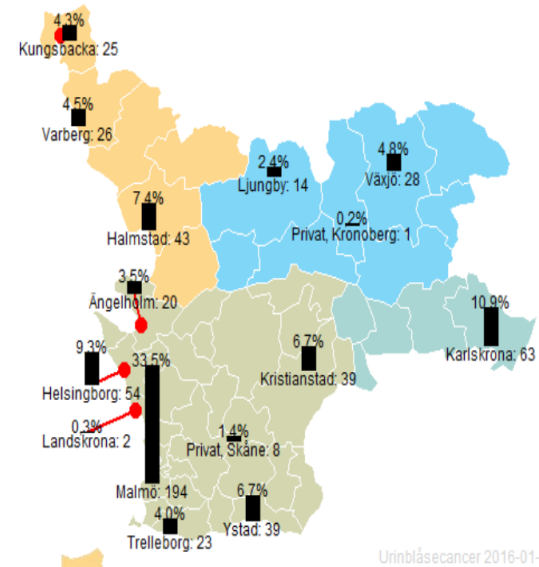 4.3%
Kungsbacka: 25
4.5%
Varberg: 26
2.4%
Ljungby: 14
4.8%
Växjö: 28
7.4%
Halmstad: 43
0.2%
Privat, Kronoberg: 1
3.5%
Ängelholm: 20
10.9%
Karlskrona: 63
9.3%
Helsingborg: 54
33.5%
6.7%
Kristianstad: 39
0.3%
Landskrona: 2
1.4%
Privat, Skåne: 8
Malmö: 194
6.7%
Ystad: 39
4.0%
Trelleborg: 23
Urinblåsecancer 2016-01-